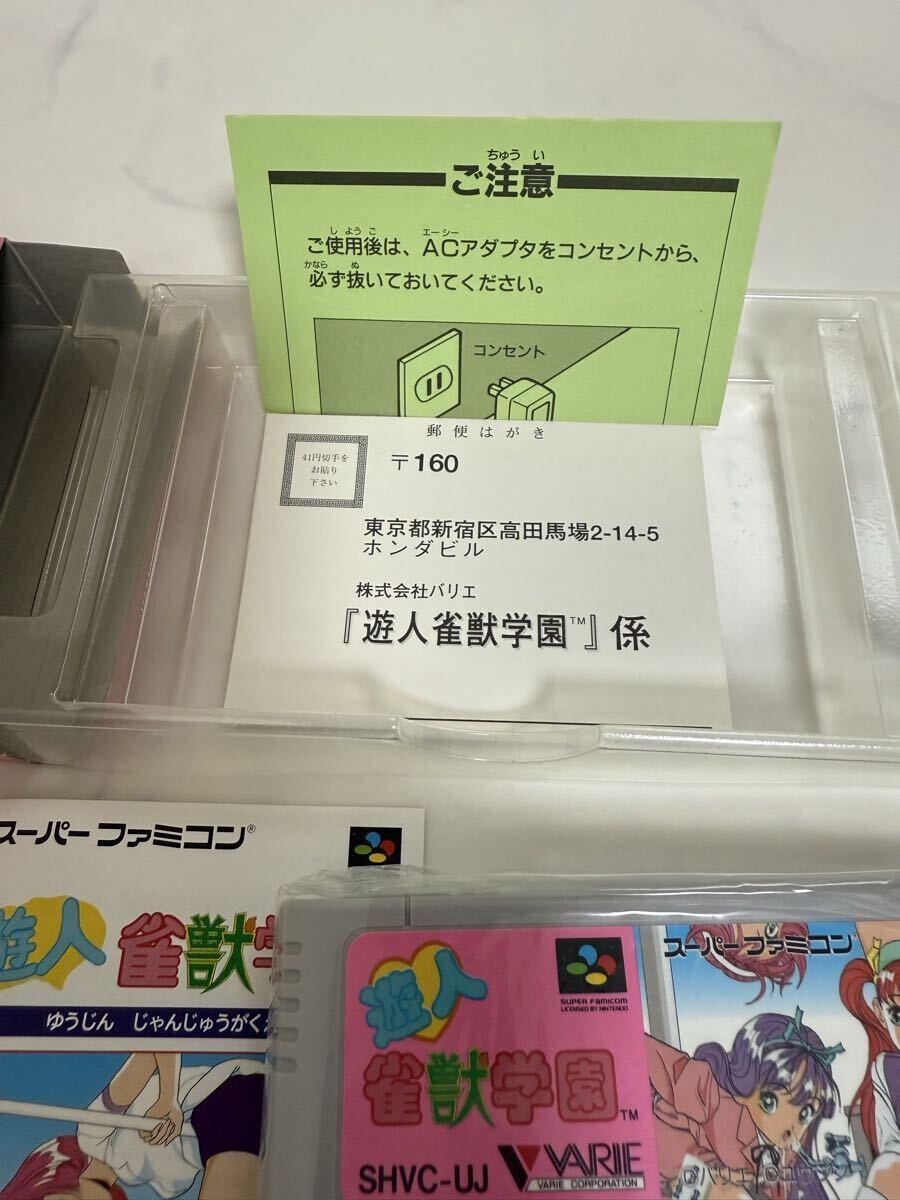 ちゅう い
ご注意
し よう ご エーシー
ご使用後は、ACアダプタをコンセントから、
かなら ぬ
必ず抜いておいてください。
コンセント
郵便はがき
41円切手を
お貼り
下さい
〒160
東京都新宿区高田馬場2-14-5
ホンダビル
株式会社バリエ
『遊人雀獣学園™』係
スーパーファミコン®
遊人 雀獣学
ゆうじん じゃんじゅうがくえ
遊人
雀獣学園™
SUPER FAMICOM
LICENSED BY NINTENDO
スーパーファミコン
SHVC-UJ
VARIE
VARIE CORPORATION